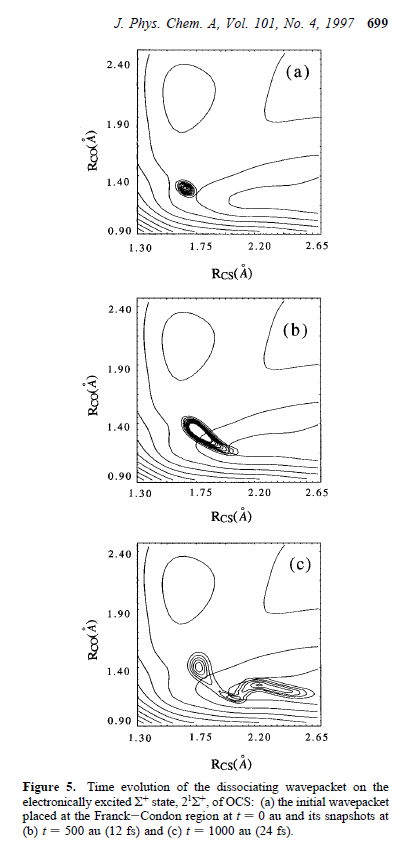 J. Phys. Chem. A, Vol. 101, No. 4, 1997 699
(a)
2.40
1.90
1.40
0.90
RCO(Å)
1.30 1.75 2.20 2.65
RCS(Å)
(b)
2.40
1.90
1.40
0.90
RCO(Å)
1.30 1.75 2.20 2.65
RCS(Å)
(c)
2.40
1.90
1.40
0.90
RCO(Å)
1.30 1.75 2.20 2.65
RCS(Å)
Figure 5. Time evolution of the dissociating wavepacket on the
electronically excited Σ⁺ state, 2¹Σ⁺, of OCS: (a) the initial wavepacket
placed at the Franck−Condon region at t = 0 au and its snapshots at
(b) t = 500 au (12 fs) and (c) t = 1000 au (24 fs).